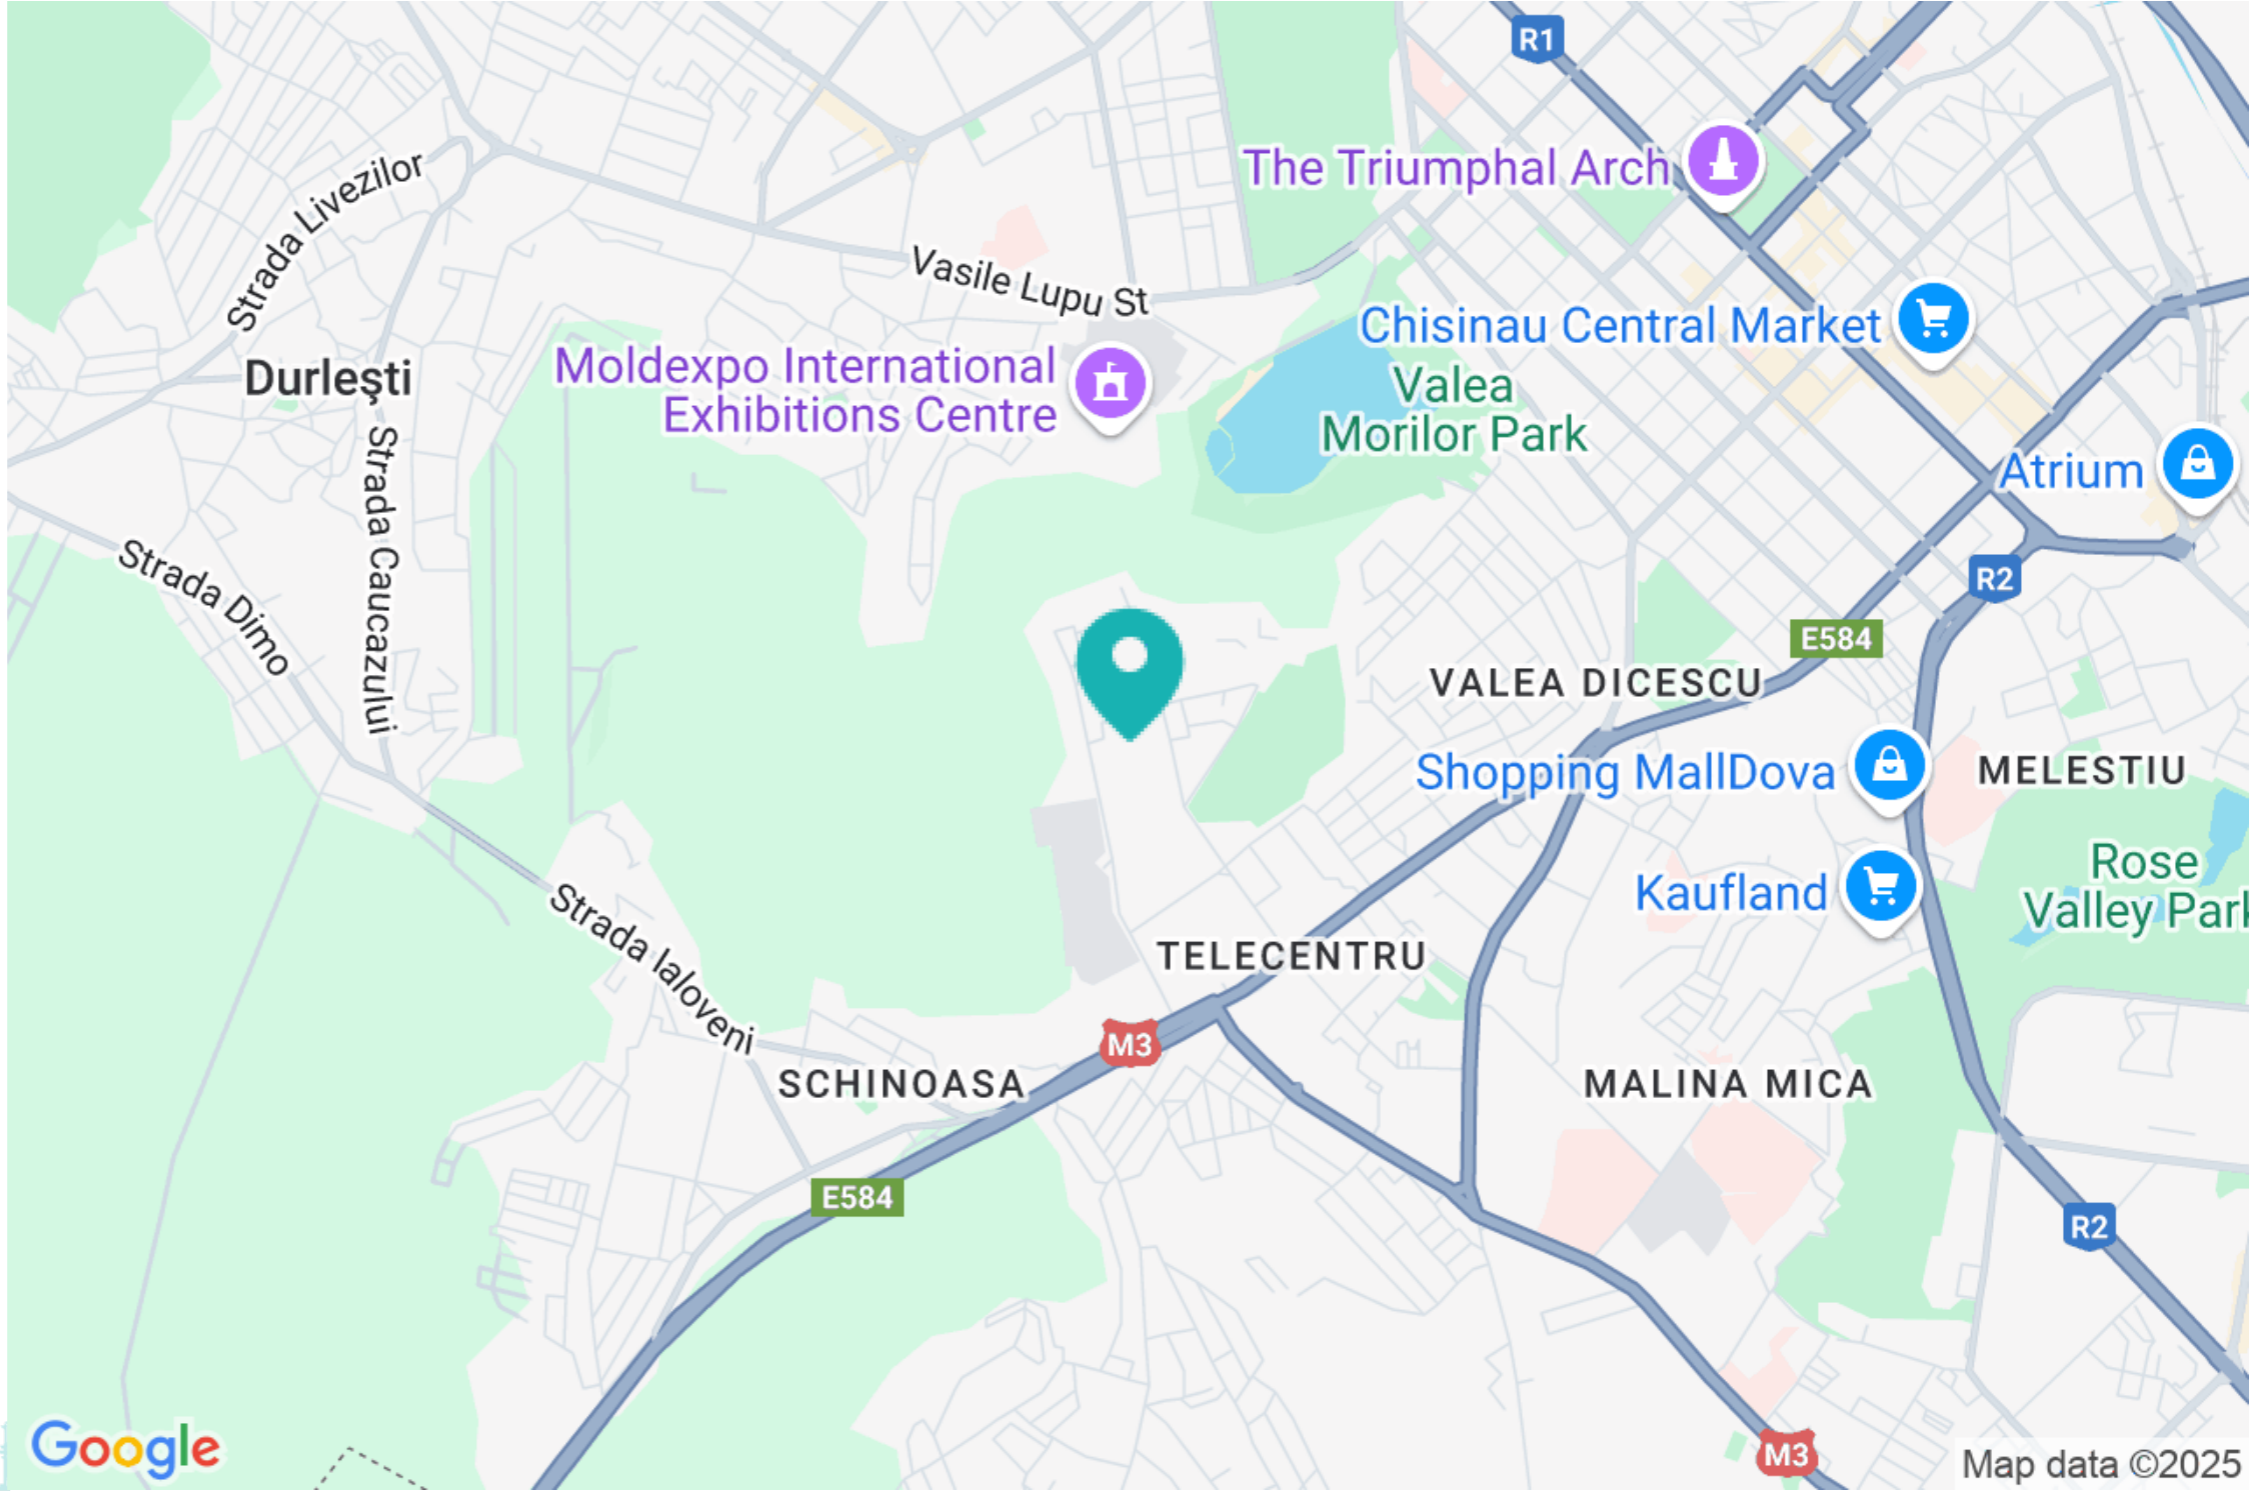 R1
The Triumphal Arch
Strada Livezilor
Vasile Lupu St
Chisinau Central Market
Durlești
Moldexpo International
Exhibitions Centre
Valea
Morilor Park
Atrium
Strada Caucazului
Strada Dimo
R2
E584
VALEA DICESCU
Shopping MallDova
MELESTIU
Rose
Valley Park
Kaufland
Strada Ialoveni
TELECENTRU
M3
SCHINOASA
MALINA MICA
E584
R2
Google
M3
Map data ©2025